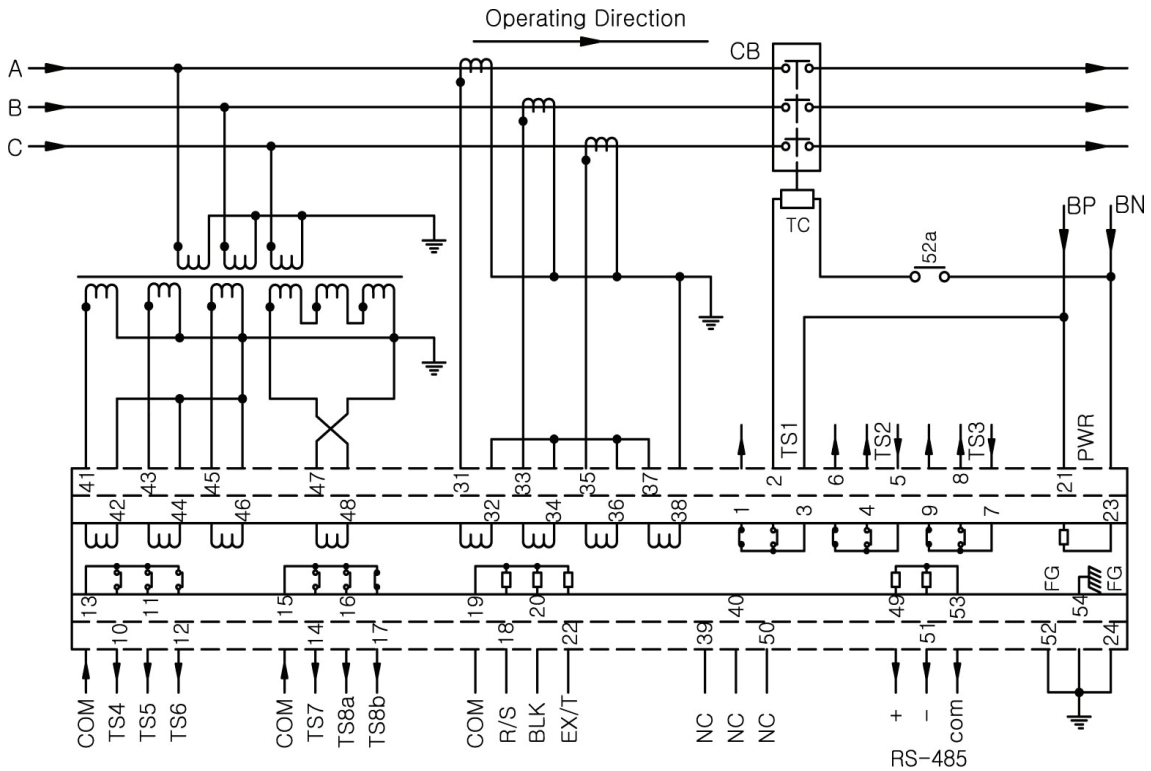 Operating Direction
CB
A
B
C
TC
52a
BP
BN
TS1
TS2
TS3
PWR
41
43
45
47
31
33
35
37
2
6
5
8
21
42
44
46
48
32
34
36
38
1
3
4
9
7
23
FG
FG
13
11
15
16
19
20
40
49
53
54
10
12
14
17
18
22
39
50
51
52
24
COM
TS4
TS5
TS6
COM
TS7
TS8a
TS8b
COM
R/S
BLK
EX/T
NC
NC
NC
+
-
com
RS-485